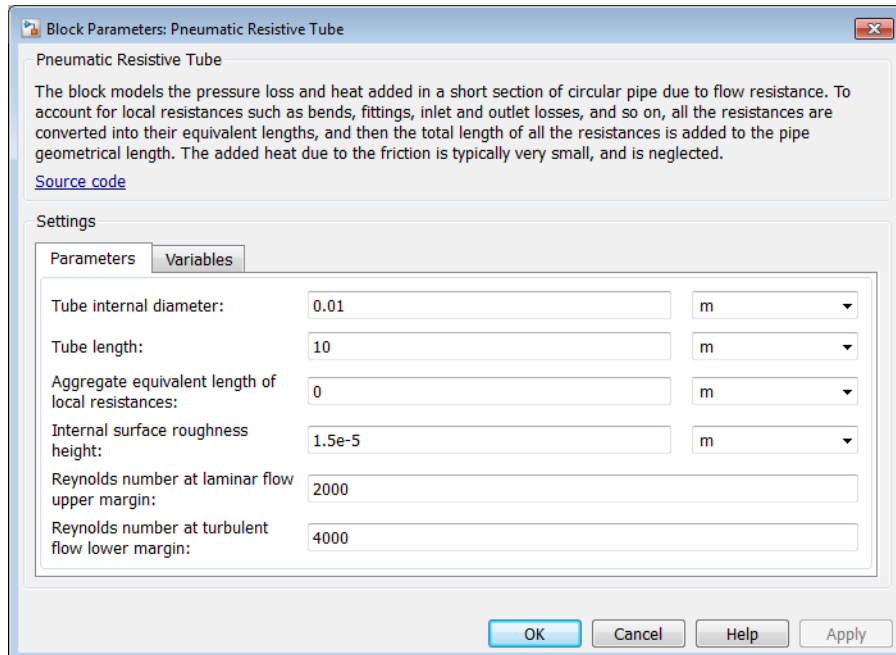 Block Parameters: Pneumatic Resistive Tube
Pneumatic Resistive Tube
The block models the pressure loss and heat added in a short section of circular pipe due to flow resistance. To
account for local resistances such as bends, fittings, inlet and outlet losses, and so on, all the resistances are
converted into their equivalent lengths, and then the total length of all the resistances is added to the pipe
geometrical length. The added heat due to the friction is typically very small, and is neglected.
Source code
Settings
Parameters Variables
Tube internal diameter: 0.01 m
Tube length: 10 m
Aggregate equivalent length of
local resistances: 0 m
Internal surface roughness
height: 1.5e-5 m
Reynolds number at laminar flow
upper margin: 2000
Reynolds number at turbulent
flow lower margin: 4000
OK Cancel Help Apply